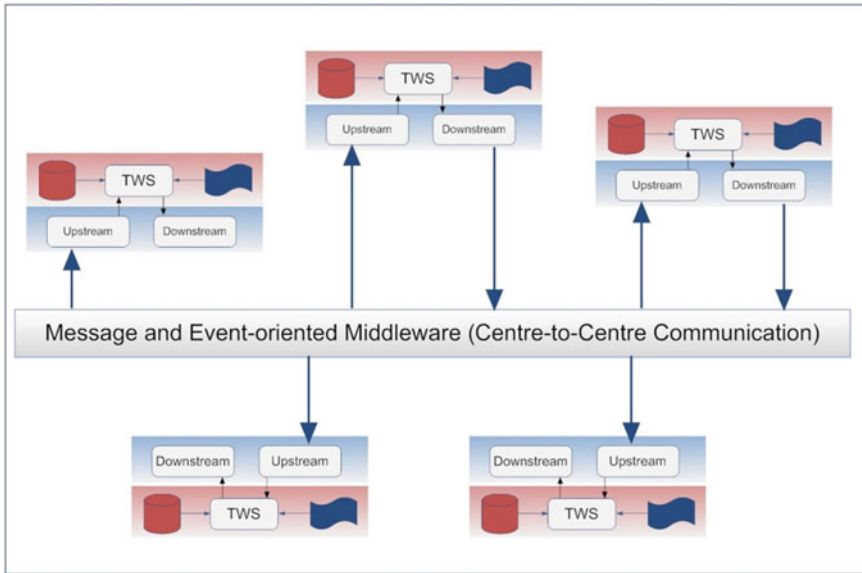 TWS
Upstream
Downstream
TWS
Upstream
Downstream
TWS
Upstream
Downstream
Message and Event-oriented Middleware (Centre-to-Centre Communication)
Downstream
Upstream
TWS
Downstream
Upstream
TWS